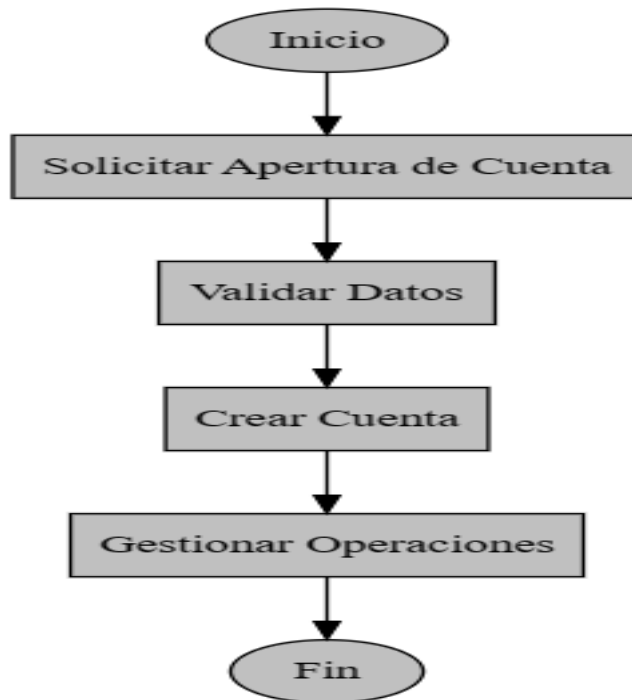 Inicio
Solicitar Apertura de Cuenta
Validar Datos
Crear Cuenta
Gestionar Operaciones
Fin